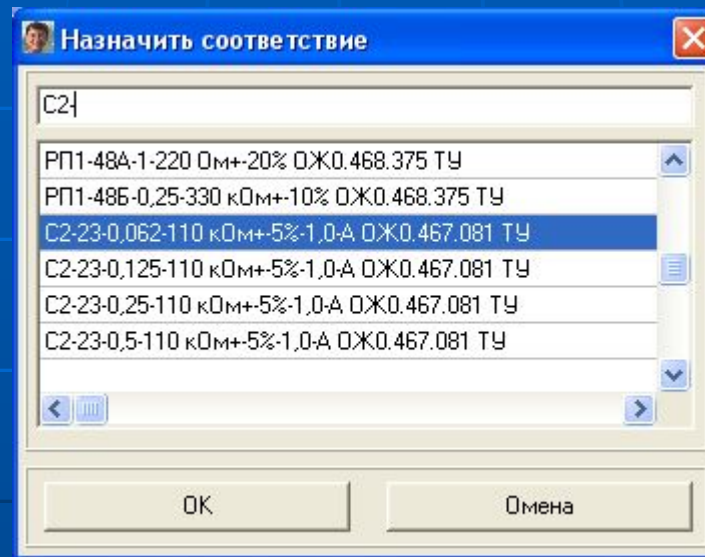 Назначить соответствие
С2-
РП1-48А-1-220 Ом+-20% ОЖ0.468.375 ТУ
РП1-48Б-0,25-330 кОм+-10% ОЖ0.468.375 ТУ
С2-23-0,062-110 кОм+-5%-1,0-А ОЖ0.467.081 ТУ
С2-23-0,125-110 кОм+-5%-1,0-А ОЖ0.467.081 ТУ
С2-23-0,25-110 кОм+-5%-1,0-А ОЖ0.467.081 ТУ
С2-23-0,5-110 кОм+-5%-1,0-А ОЖ0.467.081 ТУ
OK Омена